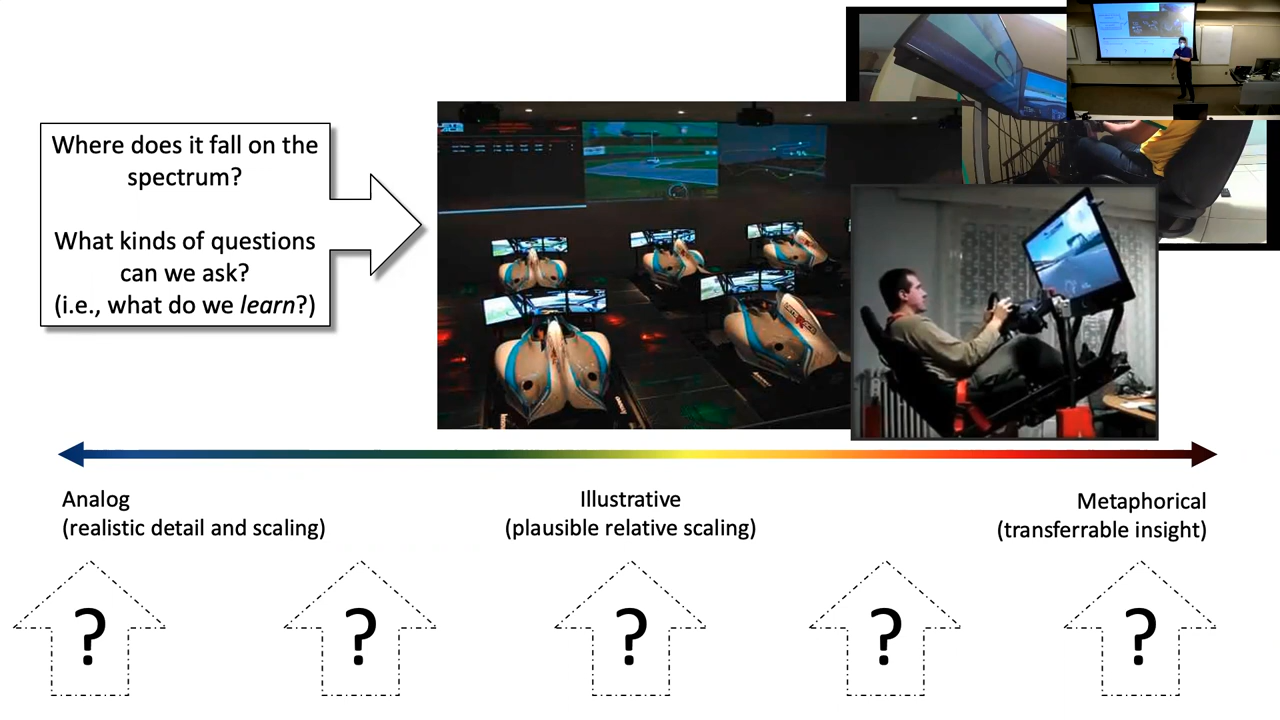 Where does it fall on the
spectrum?
What kinds of questions
can we ask?
(i.e., what do we learn?)
Analog
(realistic detail and scaling)
Illustrative
(plausible relative scaling)
Metaphorical
(transferrable insight)
?
?
?
?
?